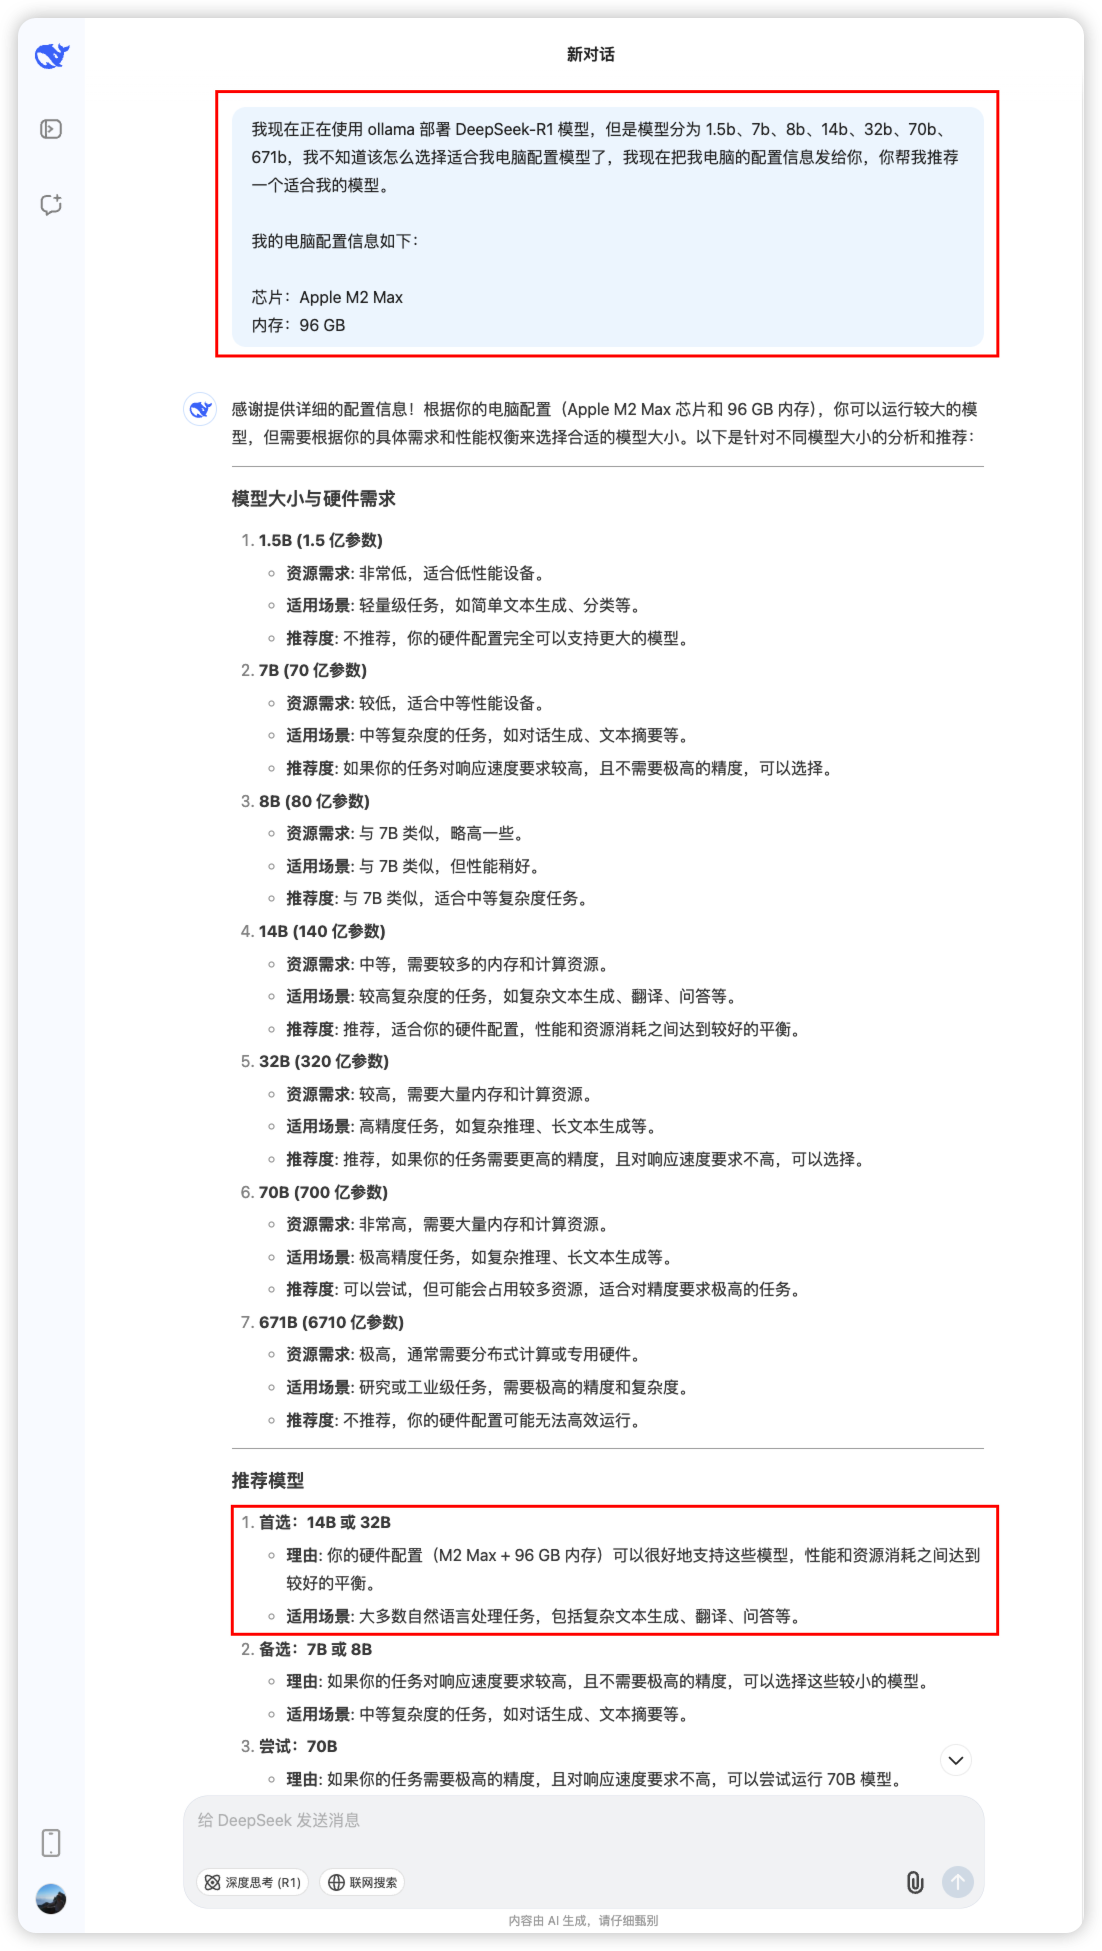 新对话
我现在正在使用 ollama 部署 DeepSeek-R1 模型，但是模型分为 1.5b、7b、8b、14b、32b、70b、
671b，我不知道该怎么选择适合我电脑配置模型了，我现在把我电脑的配置信息发给你，你帮我推荐
一个适合我的模型。
我的电脑配置信息如下：
芯片：Apple M2 Max
内存：96 GB
感谢提供详细的配置信息！根据你的电脑配置（Apple M2 Max 芯片和 96 GB 内存），你可以运行较大的模
型，但需要根据你的具体需求和性能权衡来选择合适的模型大小。以下是针对不同模型大小的分析和推荐：
模型大小与硬件需求
1. 1.5B (1.5 亿参数)
◦ 资源需求: 非常低，适合低性能设备。
◦ 适用场景: 轻量级任务，如简单文本生成、分类等。
◦ 推荐度: 不推荐，你的硬件配置完全可以支持更大的模型。
2. 7B (70 亿参数)
◦ 资源需求: 较低，适合中等性能设备。
◦ 适用场景: 中等复杂度的任务，如对话生成、文本摘要等。
◦ 推荐度: 如果你的任务对响应速度要求较高，且不需要极高的精度，可以选择。
3. 8B (80 亿参数)
◦ 资源需求: 与 7B 类似，略高一些。
◦ 适用场景: 与 7B 类似，但性能稍好。
◦ 推荐度: 与 7B 类似，适合中等复杂度任务。
4. 14B (140 亿参数)
◦ 资源需求: 中等，需要较多的内存和计算资源。
◦ 适用场景: 较高复杂度的任务，如复杂文本生成、翻译、问答等。
◦ 推荐度: 推荐，适合你的硬件配置，性能和资源消耗之间达到较好的平衡。
5. 32B (320 亿参数)
◦ 资源需求: 较高，需要大量内存和计算资源。
◦ 适用场景: 高精度任务，如复杂推理、长文本生成等。
◦ 推荐度: 推荐，如果你的任务需要更高的精度，且对响应速度要求不高，可以选择。
6. 70B (700 亿参数)
◦ 资源需求: 非常高，需要大量内存和计算资源。
◦ 适用场景: 极高精度任务，如复杂推理、长文本生成等。
◦ 推荐度: 可以尝试，但可能会占用较多资源，适合对精度要求极高的任务。
7. 671B (6710 亿参数)
◦ 资源需求: 极高，通常需要分布式计算或专用硬件。
◦ 适用场景: 研究或工业级任务，需要极高的精度和复杂度。
◦ 推荐度: 不推荐，你的硬件配置可能无法高效运行。
推荐模型
1. 首选：14B 或 32B
◦ 理由: 你的硬件配置（M2 Max + 96 GB 内存）可以很好地支持这些模型，性能和资源消耗之间达到
较好的平衡。
◦ 适用场景: 大多数自然语言处理任务，包括复杂文本生成、翻译、问答等。
2. 备选：7B 或 8B
◦ 理由: 如果你的任务对响应速度要求较高，且不需要极高的精度，可以选择这些较小的模型。
◦ 适用场景: 中等复杂度的任务，如对话生成、文本摘要等。
3. 尝试：70B
◦ 理由: 如果你的任务需要极高的精度，且对响应速度要求不高，可以尝试运行 70B 模型。
给 DeepSeek 发送消息
深度思考 (R1) 联网搜索
内容由 AI 生成，请仔细甄别